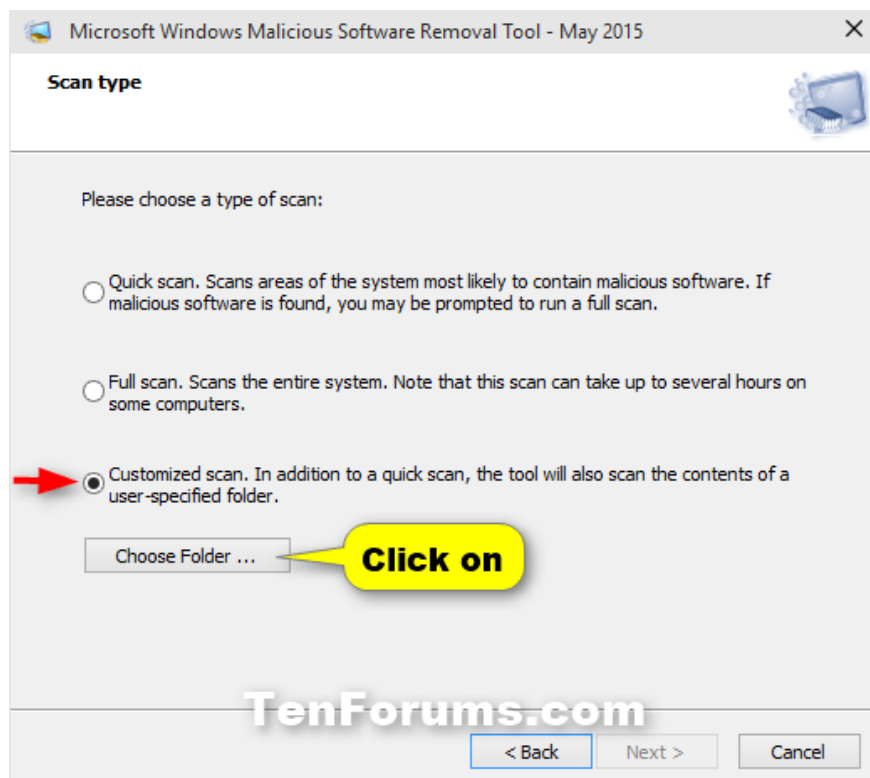 Microsoft Windows Malicious Software Removal Tool - May 2015
Scan type
Please choose a type of scan:
Quick scan. Scans areas of the system most likely to contain malicious software. If
malicious software is found, you may be prompted to run a full scan.
Full scan. Scans the entire system. Note that this scan can take up to several hours on
some computers.
Customized scan. In addition to a quick scan, the tool will also scan the contents of a
user-specified folder.
Choose Folder ...
Click on
TenForums.com
< Back
Next >
Cancel